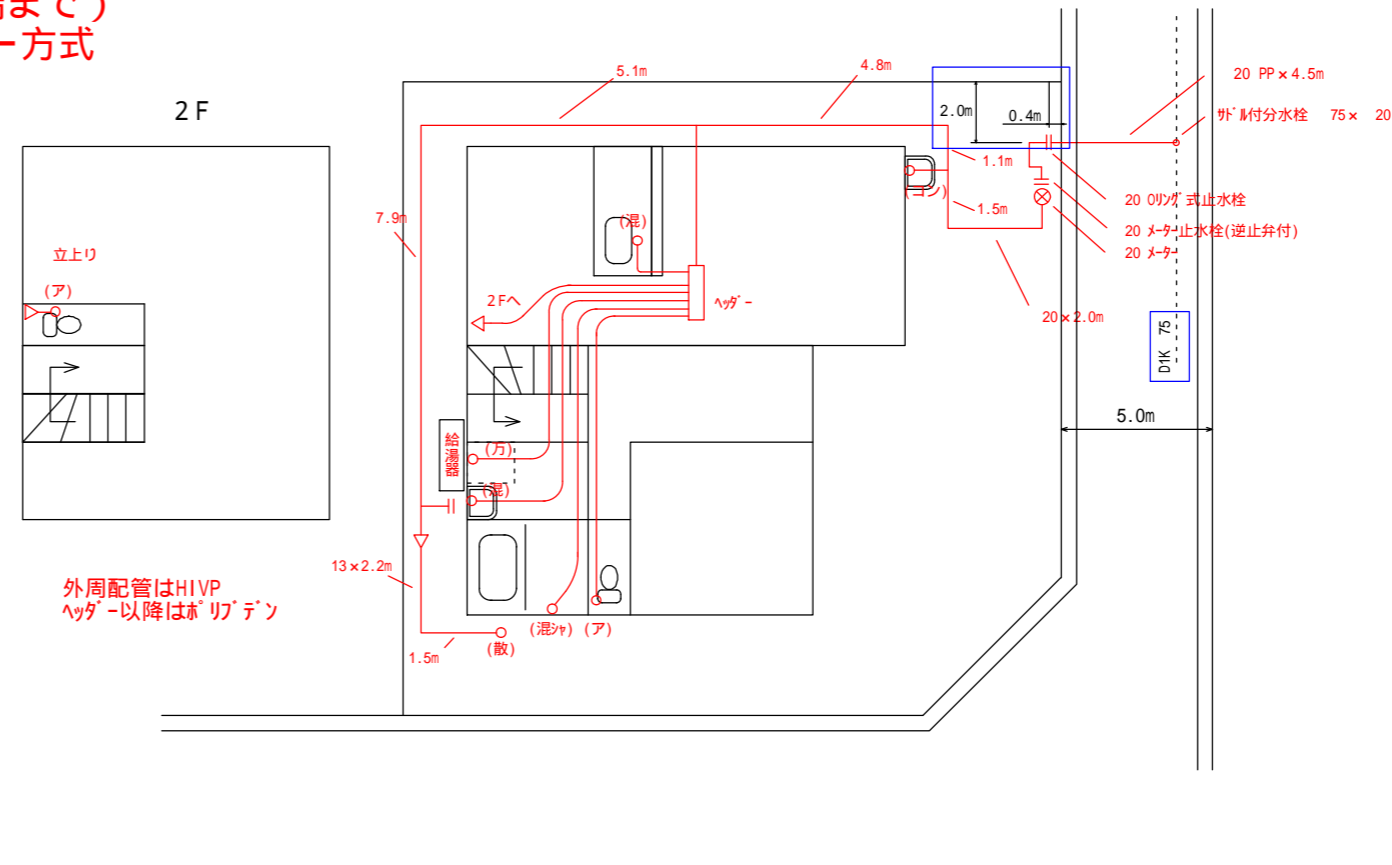 まで）
ー方式
2F
立上り
(ア)
外周配管はHIVP
ﾍｯﾀﾞｰ以降はﾎﾟﾘﾌﾞﾃﾞﾝ
5.1m
4.8m
7.9m
2.0m
0.4m
20 PP×4.5m
ｻﾄﾞﾙ付分水栓 75× 20
1.1m
(コン)
1.5m
20 Oﾘﾝｸﾞ式止水栓
20 ﾒｰﾀｰ止水栓(逆止弁付)
20 ﾒｰﾀｰ
20×2.0m
(混)
2Fへ
ﾍｯﾀﾞｰ
D1K 75
5.0m
給湯器
(万)
(混)
13×2.2m
1.5m
(散)
(混ｼｬ)
(ア)